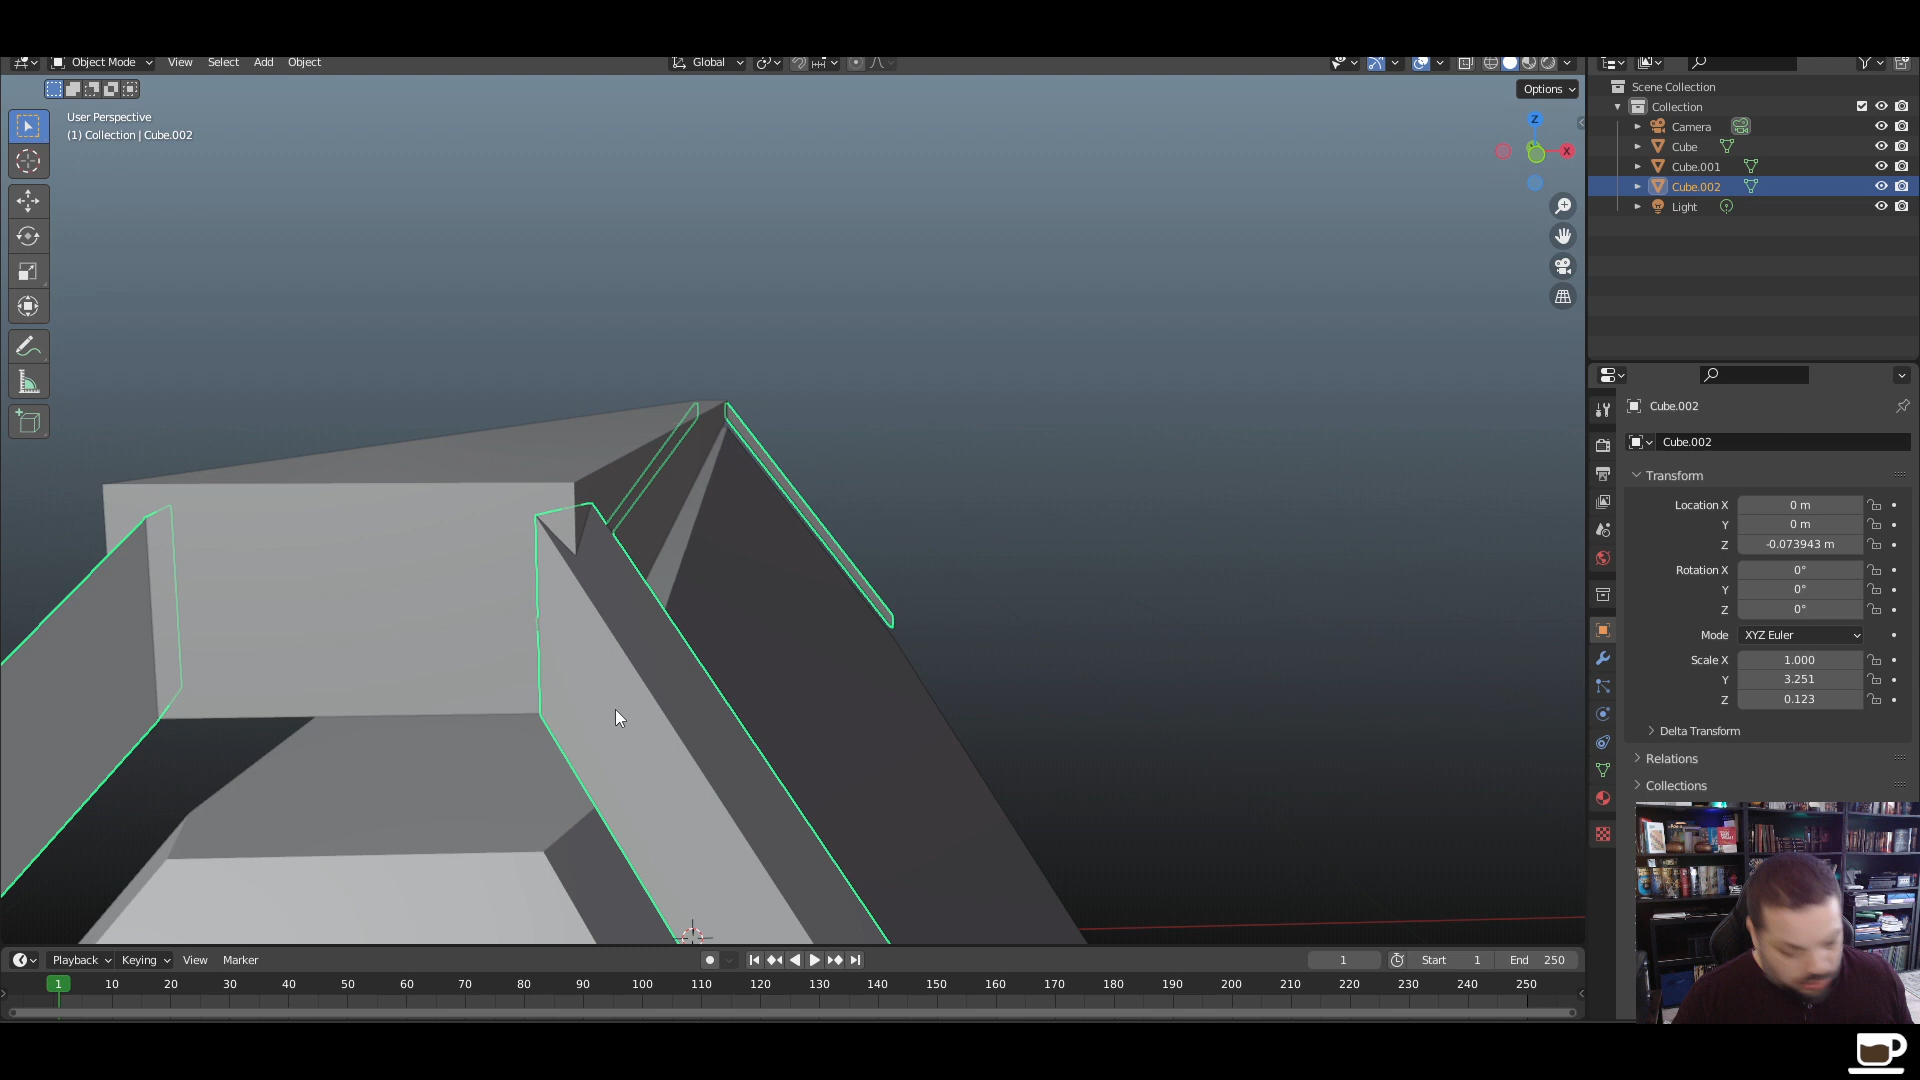 Object Mode View Select Add Object Global
Options
User Perspective
(1) Collection | Cube.002
Z
X
Scene Collection
Collection
Camera
Cube
Cube.001
Cube.002
Light
Cube.002
Cube.002
Transform
Location X 0 m
Y 0 m
Z -0.073943 m
Rotation X 0°
Y 0°
Z 0°
Mode XYZ Euler
Scale X 1.000
Y 3.251
Z 0.123
Delta Transform
Relations
Collections
Playback Keying View Marker 1 Start 1 End 250
1 10 20 30 40 50 60 70 80 90 100 110 120 130 140 150 160 170 180 190 200 210 220 230 240 250